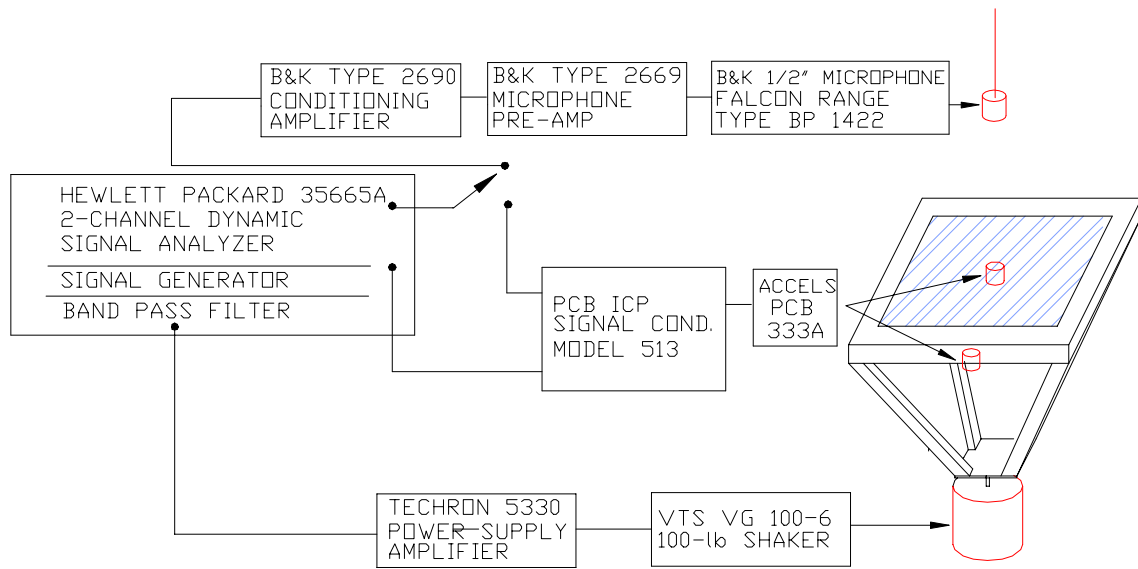 B&K TYPE 2690
CONDITIONING
AMPLIFIER
B&K TYPE 2669
MICROPHONE
PRE-AMP
B&K 1/2" MICROPHONE
FALCON RANGE
TYPE BP 1422
HEWLETT PACKARD 35665A
2-CHANNEL DYNAMIC
SIGNAL ANALYZER
SIGNAL GENERATOR
BAND PASS FILTER
PCB ICP
SIGNAL COND.
MODEL 513
ACCELS
PCB
333A
TECHRON 5330
POWER SUPPLY
AMPLIFIER
VTS VG 100-6
100-lb SHAKER